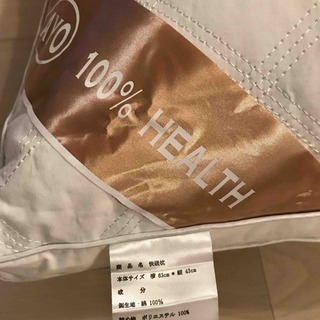 AYO
100% HEALTH
商品名 快眠枕
本体サイズ 横 63cm * 縦 43cm
成 分
側生地：綿 100%
ポリエステル 100%